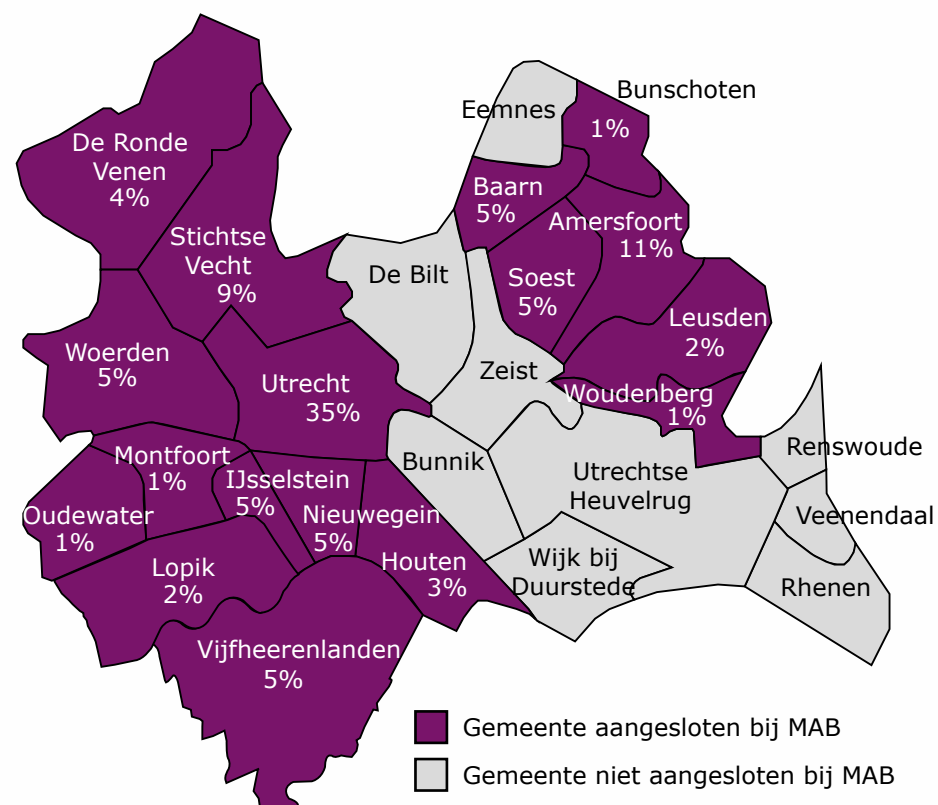 Bunschoten
1%
Eemnes
De Ronde
Venen
4%
Baarn
5%
Amersfoort
11%
Stichtse
Vecht
9%
De Bilt
Soest
5%
Leusden
2%
Woerden
5%
Utrecht
35%
Zeist
Woudenberg
1%
Renswoude
Montfoort
1%
IJsselstein
5%
Bunnik
Utrechtse
Heuvelrug
Oudewater
1%
Nieuwegein
5%
Veenendaal
Lopik
2%
Houten
3%
Wijk bij
Duurstede
Rhenen
Vijfheerenlanden
5%
Gemeente aangesloten bij MAB
Gemeente niet aangesloten bij MAB